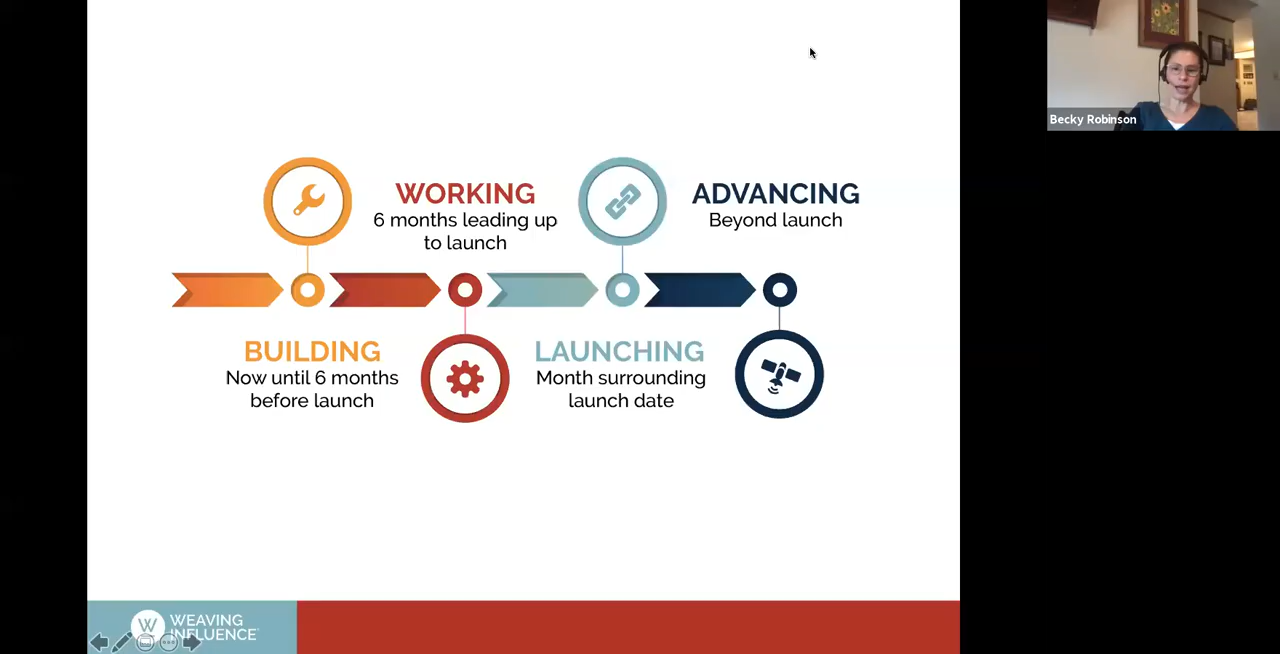 Becky Robinson
WORKING
6 months leading up
to launch
ADVANCING
Beyond launch
BUILDING
Now until 6 months
before launch
LAUNCHING
Month surrounding
launch date
W
WEAVING
INFLUENCE